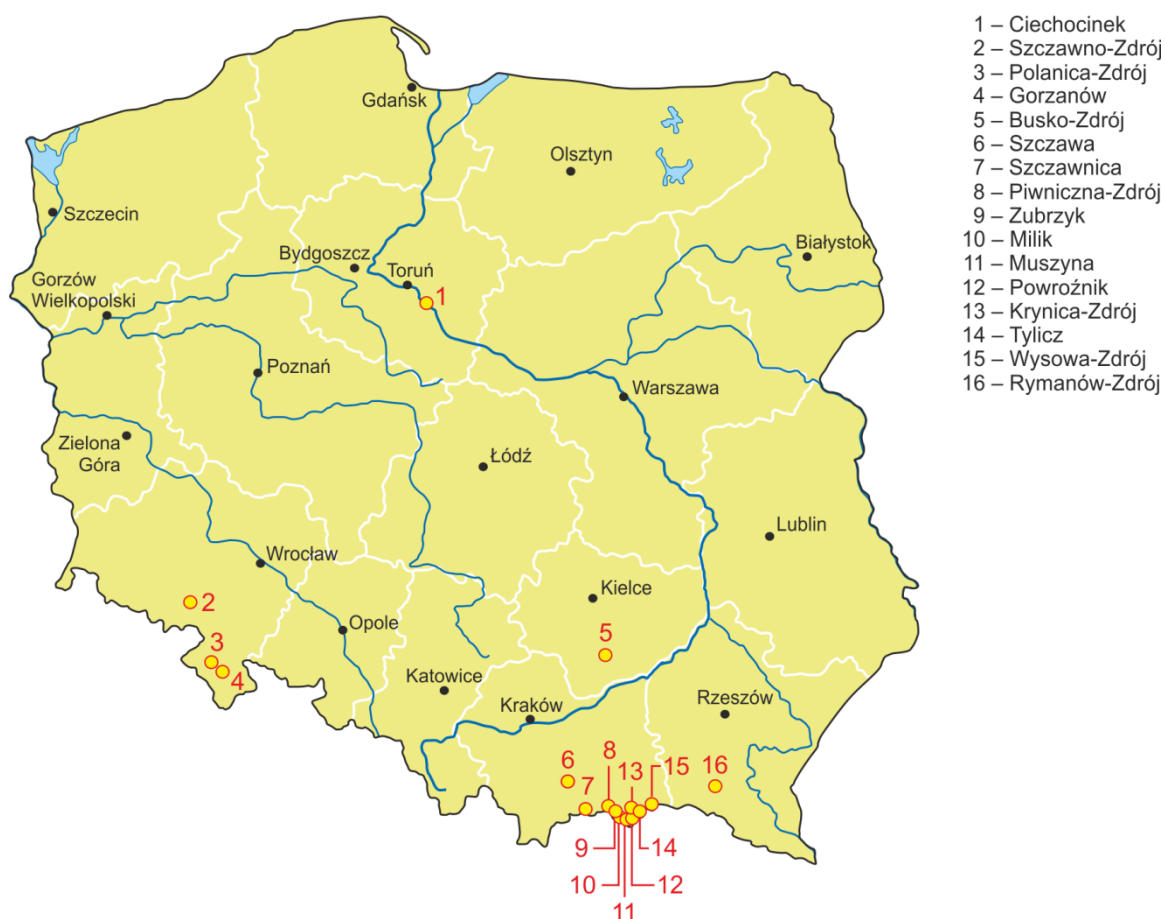 Gdańsk
Olsztyn
Szczecin
Białystok
Bydgoszcz
Toruń
1
Gorzów
Wielkopolski
Poznań
Warszawa
Zielona
Góra
Łódź
Lublin
Wrocław
Kielce
2
Opole
5
3
4
Katowice
Kraków
Rzeszów
6
8
13
15
16
7
9
14
10
12
11
1 – Ciechocinek
2 – Szczawno-Zdrój
3 – Polanica-Zdrój
4 – Gorzanów
5 – Busko-Zdrój
6 – Szczawa
7 – Szczawnica
8 – Piwniczna-Zdrój
9 – Zubrzyk
10 – Milik
11 – Muszyna
12 – Powroźnik
13 – Krynica-Zdrój
14 – Tylicz
15 – Wysowa-Zdrój
16 – Rymanów-Zdrój